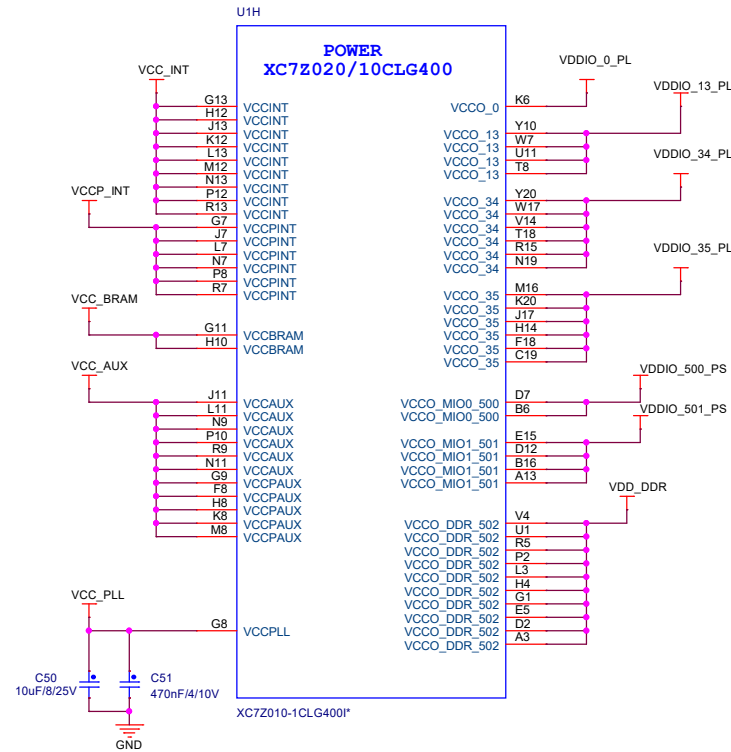 U1H
POWER
XC7Z020/10CLG400
VCC_INT
G13 VCCINT
H12 VCCINT
J13 VCCINT
K12 VCCINT
L13 VCCINT
M12 VCCINT
N13 VCCINT
P12 VCCINT
R13 VCCINT
VCCP_INT
G7 VCCPINT
J7 VCCPINT
L7 VCCPINT
N7 VCCPINT
P8 VCCPINT
R7 VCCPINT
VCC_BRAM
G11 VCCBRAM
H10 VCCBRAM
VCC_AUX
J11 VCCAUX
L11 VCCAUX
N9 VCCAUX
P10 VCCAUX
R9 VCCAUX
N11 VCCAUX
G9 VCCPAUX
F8 VCCPAUX
H8 VCCPAUX
K8 VCCPAUX
M8 VCCPAUX
VCC_PLL
G8 VCCPLL
C50
10uF/8/25V
C51
470nF/4/10V
GND
VDDIO_0_PL
VCCO_0 K6
VDDIO_13_PL
VCCO_13 Y10
VCCO_13 W7
VCCO_13 U11
VCCO_13 T8
VDDIO_34_PL
VCCO_34 Y20
VCCO_34 W17
VCCO_34 V14
VCCO_34 T18
VCCO_34 R15
VCCO_34 N19
VDDIO_35_PL
VCCO_35 M16
VCCO_35 K20
VCCO_35 J17
VCCO_35 H14
VCCO_35 F18
VCCO_35 C19
VDDIO_500_PS
VCCO_MIO0_500 D7
VCCO_MIO0_500 B6
VDDIO_501_PS
VCCO_MIO1_501 E15
VCCO_MIO1_501 D12
VCCO_MIO1_501 B16
VCCO_MIO1_501 A13
VDD_DDR
VCCO_DDR_502 V4
VCCO_DDR_502 U1
VCCO_DDR_502 R5
VCCO_DDR_502 P2
VCCO_DDR_502 L3
VCCO_DDR_502 H4
VCCO_DDR_502 G1
VCCO_DDR_502 E5
VCCO_DDR_502 D2
VCCO_DDR_502 A3
XC7Z010-1CLG400I*